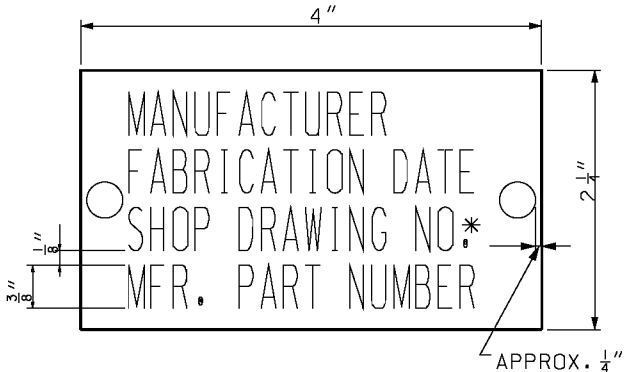 4"
MANUFACTURER
FABRICATION DATE
SHOP DRAWING NO.*
MFR. PART NUMBER
2 1/4"
1/8"
3/8"
APPROX. 1/4"